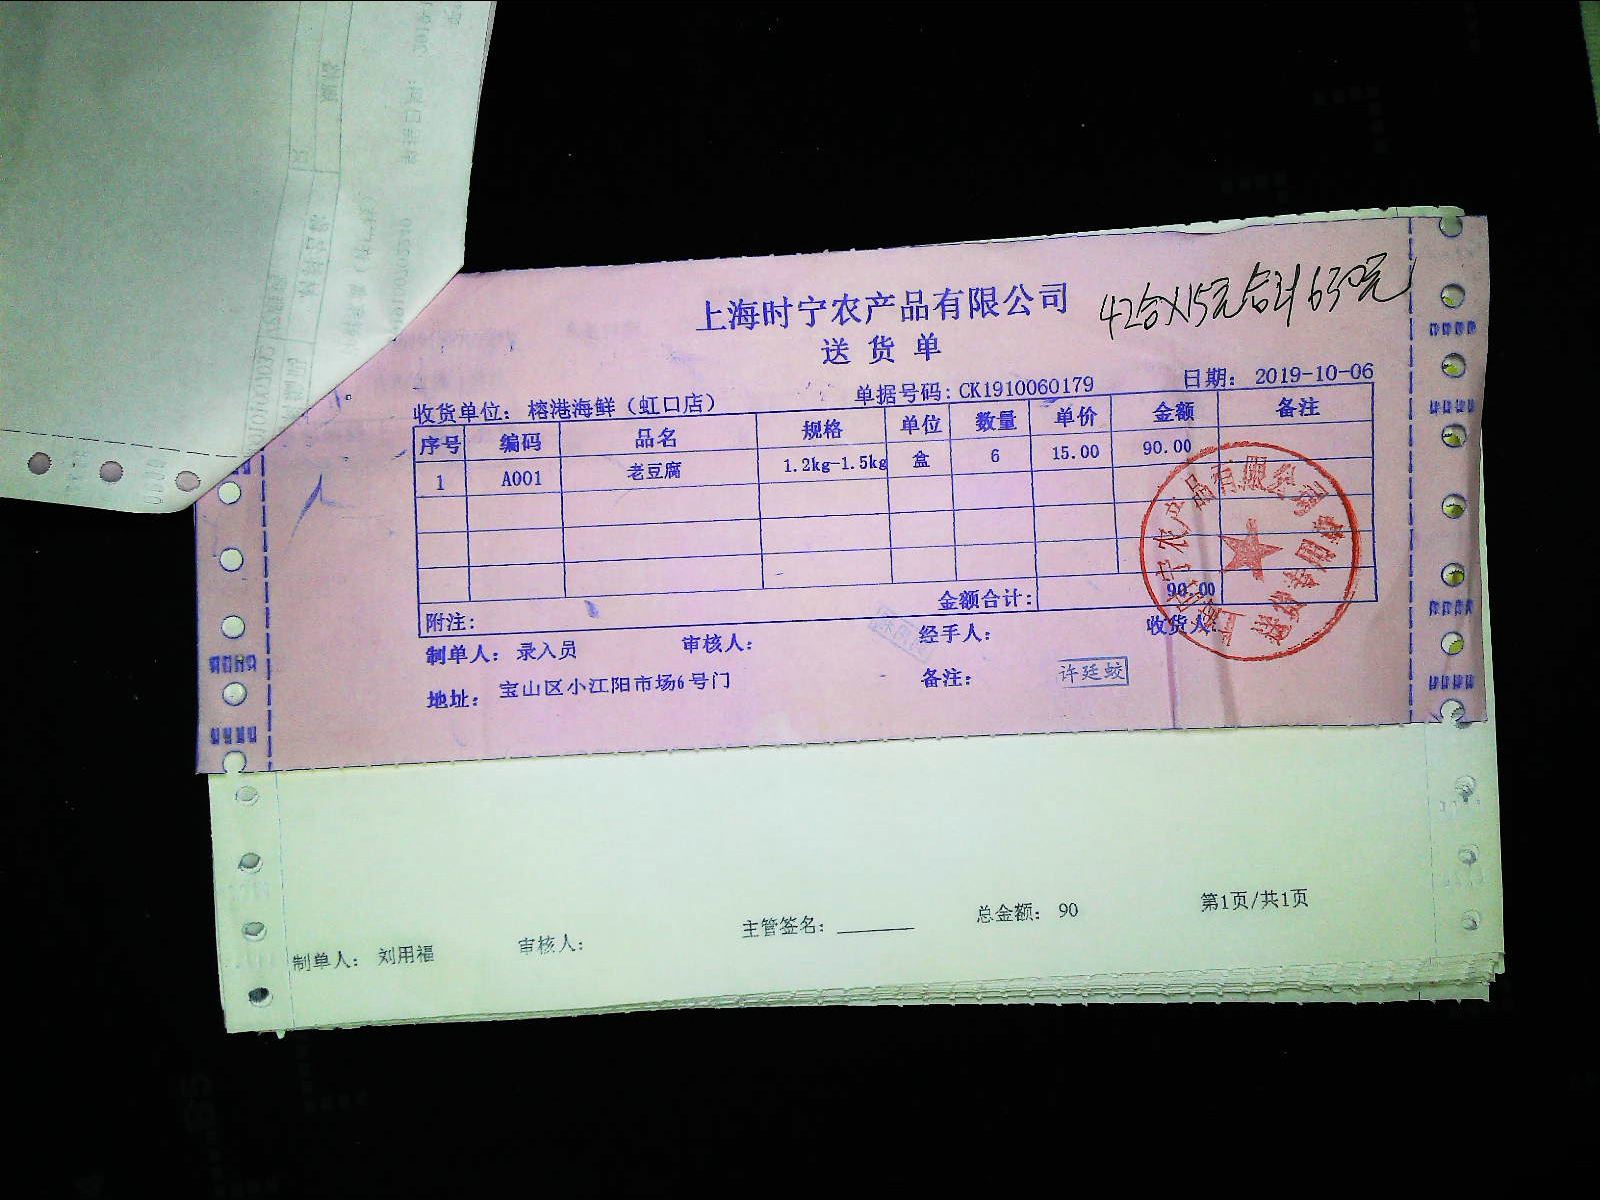 上海时宁农产品有限公司
42盒X15元合计630元
送货单
收货单位：榕港海鲜（虹口店）
单据号码：CK1910060179
日期：2019-10-06
序号 编码 品名 规格 单位 数量 单价 金额 备注
1 A001 老豆腐 1.2kg-1.5kg 盒 6 15.00 90.00
金额合计： 90.00
附注：
制单人：录入员 审核人： 经手人： 收货人：
地址：宝山区小江阳市场6号门 备注：
许廷蛟
制单人：刘用福 审核人： 主管签名： 总金额：90 第1页/共1页